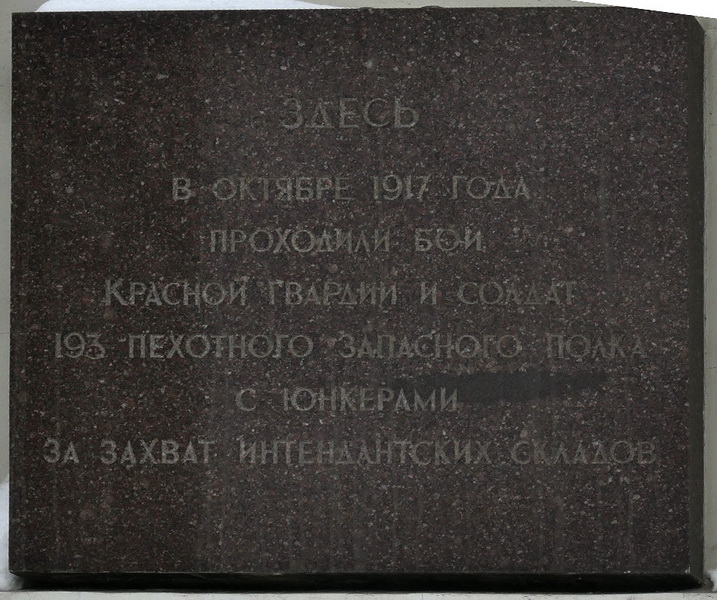 ЗДЕСЬ
В ОКТЯБРЕ 1917 ГОДА
ПРОХОДИЛИ БОИ
КРАСНОЙ ГВАРДИИ И СОЛДАТ
193 ПЕХОТНОГО ЗАПАСНОГО ПОЛКА
С ЮНКЕРАМИ
ЗА ЗАХВАТ ИНТЕНДАНТСКИХ СКЛАДОВ